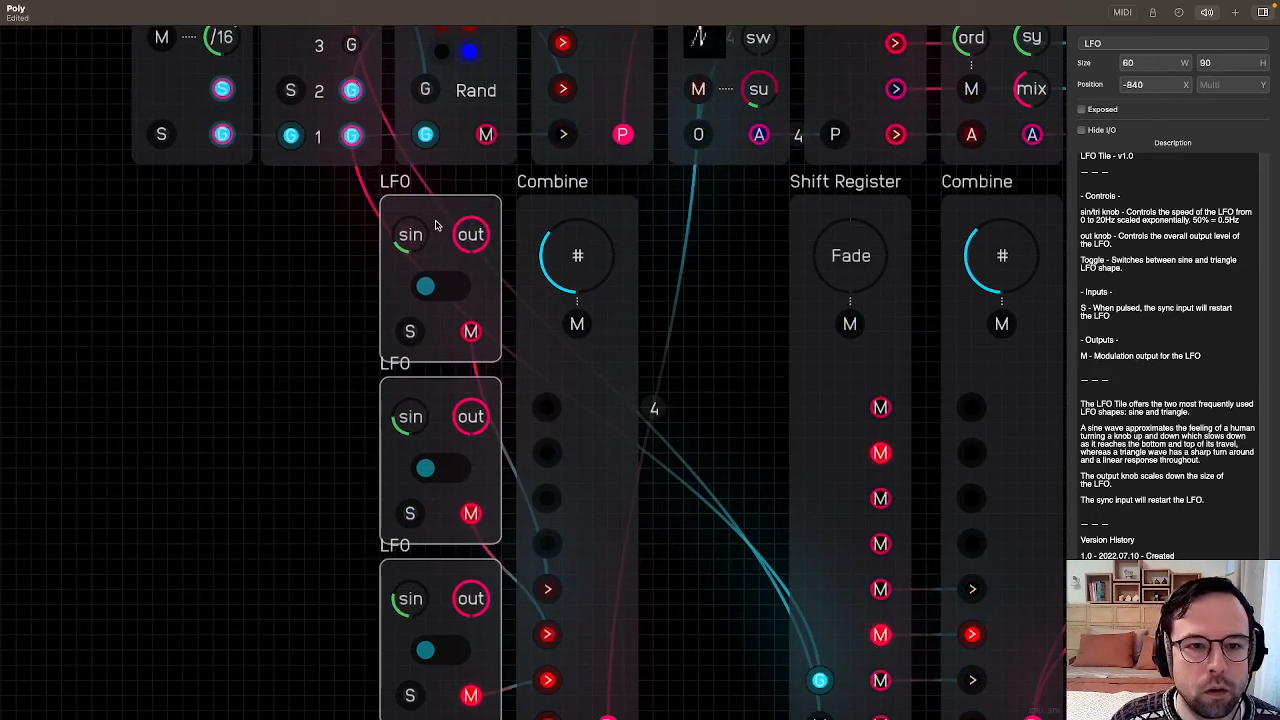 Poly
Edited
MIDI
M /16
3 G
4
sw
ord
sy
S
S 2 G
G
Rand
M
su
M
mix
S G
G 1 G
G M
P
O A 4
P
A A
LFO
Combine
Shift Register
Combine
sin out
#
Fade
#
S M
M
M
M
LFO
sin out
4
M
M
M
M
S M
LFO
M
sin out
M
G M
S M
LFO
Size 60 W 90 H
Position -840 X Multi Y
Exposed
Hide I/O
Description
LFO Tile - v1.0
— — —
- Controls -
sin/tri knob - Controls the speed of the LFO from
0 to 20Hz scaled exponentially. 50% = 0.5Hz
out knob - Controls the overall output level of
the LFO.
Toggle - Switches between sine and triangle
LFO shape.
- Inputs -
S - When pulsed, the sync input will restart
the LFO
- Outputs -
M - Modulation output for the LFO
— — —
The LFO Tile offers the two most frequently used
LFO shapes: sine and triangle.
A sine wave approximates the feeling of a human
turning a knob up and down which slows down
as it reaches the bottom and top of its travel,
whereas a triangle wave has a sharp turn around
and a linear response throughout.
The output knob scales down the size of
the LFO.
The sync input will restart the LFO.
— — —
Version History
1.0 - 2022.07.10 - Created